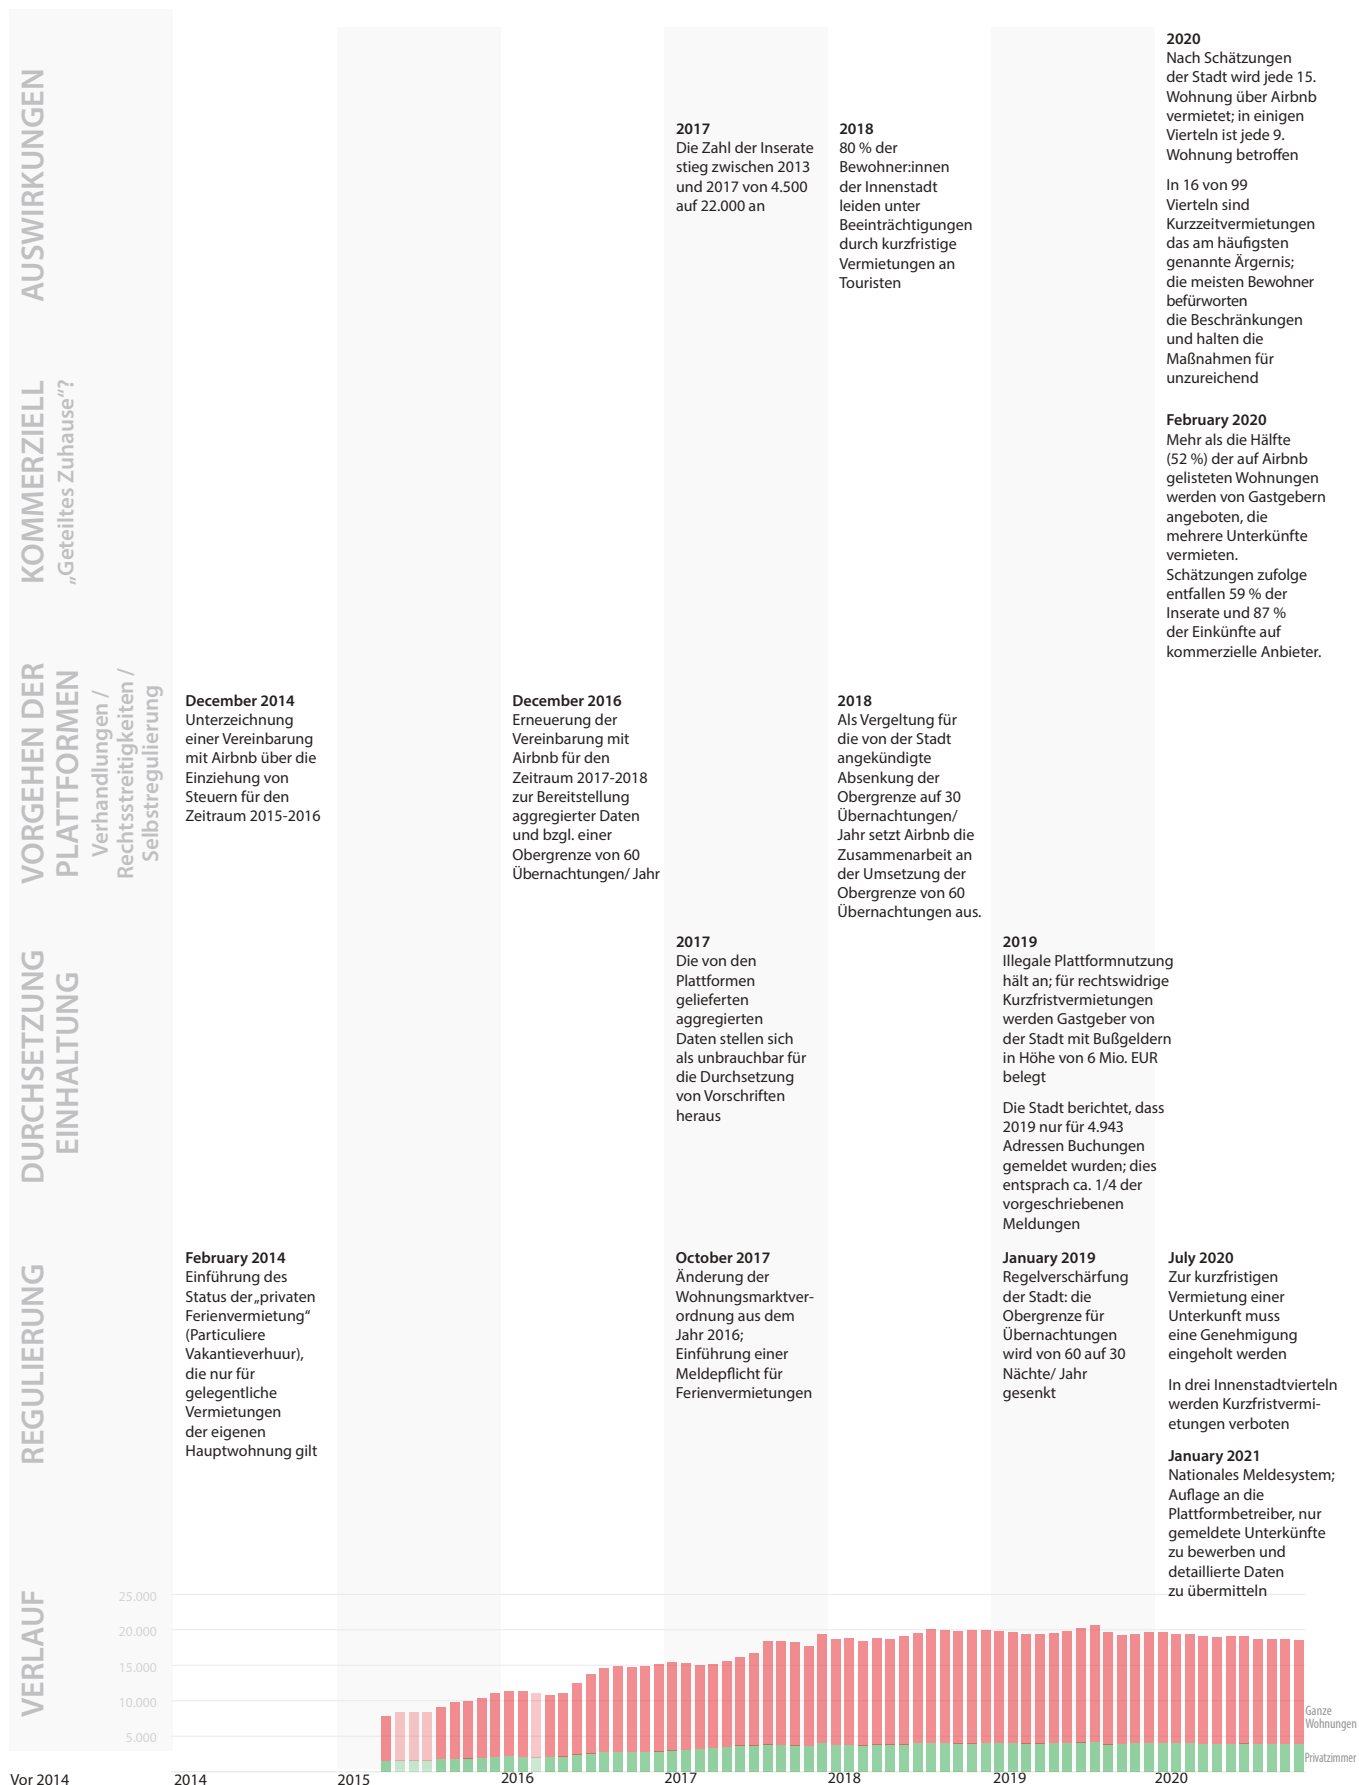 AUSWIRKUNGEN
2017
Die Zahl der Inserate
stieg zwischen 2013
und 2017 von 4.500
auf 22.000 an
2018
80 % der
Bewohner:innen
der Innenstadt
leiden unter
Beeinträchtigungen
durch kurzfristige
Vermietungen an
Touristen
2020
Nach Schätzungen
der Stadt wird jede 15.
Wohnung über Airbnb
vermietet; in einigen
Vierteln ist jede 9.
Wohnung betroffen
In 16 von 99
Vierteln sind
Kurzzeitvermietungen
das am häufigsten
genannte Ärgernis;
die meisten Bewohner
befürworten
die Beschränkungen
und halten die
Maßnahmen für
unzureichend
KOMMERZIELL
„Geteiltes Zuhause“?
February 2020
Mehr als die Hälfte
(52 %) der auf Airbnb
gelisteten Wohnungen
werden von Gastgebern
angeboten, die
mehrere Unterkünfte
vermieten.
Schätzungen zufolge
entfallen 59 % der
Inserate und 87 %
der Einkünfte auf
kommerzielle Anbieter.
VORGEHEN DER
PLATTFORMEN
Verhandlungen /
Rechtsstreitigkeiten /
Selbstregulierung
December 2014
Unterzeichnung
einer Vereinbarung
mit Airbnb über die
Einziehung von
Steuern für den
Zeitraum 2015-2016
December 2016
Erneuerung der
Vereinbarung mit
Airbnb für den
Zeitraum 2017-2018
zur Bereitstellung
aggregierter Daten
und bzgl. einer
Obergrenze von 60
Übernachtungen/ Jahr
2018
Als Vergeltung für
die von der Stadt
angekündigte
Absenkung der
Obergrenze auf 30
Übernachtungen/
Jahr setzt Airbnb die
Zusammenarbeit an
der Umsetzung der
Obergrenze von 60
Übernachtungen aus.
DURCHSETZUNG
EINHALTUNG
2017
Die von den
Plattformen
gelieferten
aggregierten
Daten stellen sich
als unbrauchbar für
die Durchsetzung
von Vorschriften
heraus
2019
Illegale Plattformnutzung
hält an; für rechtswidrige
Kurzfristvermietungen
werden Gastgeber von
der Stadt mit Bußgeldern
in Höhe von 6 Mio. EUR
belegt
Die Stadt berichtet, dass
2019 nur für 4.943
Adressen Buchungen
gemeldet wurden; dies
entsprach ca. 1/4 der
vorgeschriebenen
Meldungen
REGULIERUNG
February 2014
Einführung des
Status der „privaten
Ferienvermietung“
(Particuliere
Vakantieverhuur),
die nur für
gelegentliche
Vermietungen
der eigenen
Hauptwohnung gilt
October 2017
Änderung der
Wohnungsmarktver-
ordnung aus dem
Jahr 2016;
Einführung einer
Meldepflicht für
Ferienvermietungen
January 2019
Regelverschärfung
der Stadt: die
Obergrenze für
Übernachtungen
wird von 60 auf 30
Nächte/ Jahr
gesenkt
July 2020
Zur kurzfristigen
Vermietung einer
Unterkunft muss
eine Genehmigung
eingeholt werden
In drei Innenstadtvierteln
werden Kurzfristvermi-
etungen verboten
January 2021
Nationales Meldesystem;
Auflage an die
Plattformbetreiber, nur
gemeldete Unterkünfte
zu bewerben und
detaillierte Daten
zu übermitteln
VERLAUF
25.000
20.000
15.000
10.000
5.000
Ganze
Wohnungen
Privatzimmer
Vor 2014
2014
2015
2016
2017
2018
2019
2020